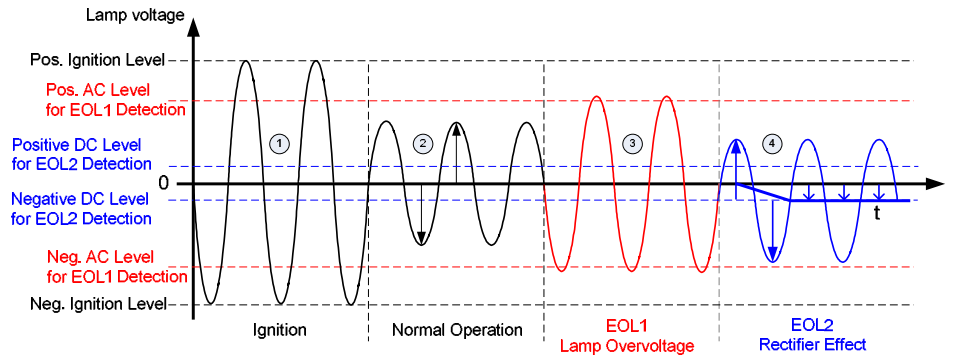 Lamp voltage
Pos. Ignition Level
Pos. AC Level
for EOL1 Detection
Positive DC Level
for EOL2 Detection
0
Negative DC Level
for EOL2 Detection
Neg. AC Level
for EOL1 Detection
Neg. Ignition Level
1
2
3
4
t
Ignition
Normal Operation
EOL1
Lamp Overvoltage
EOL2
Rectifier Effect